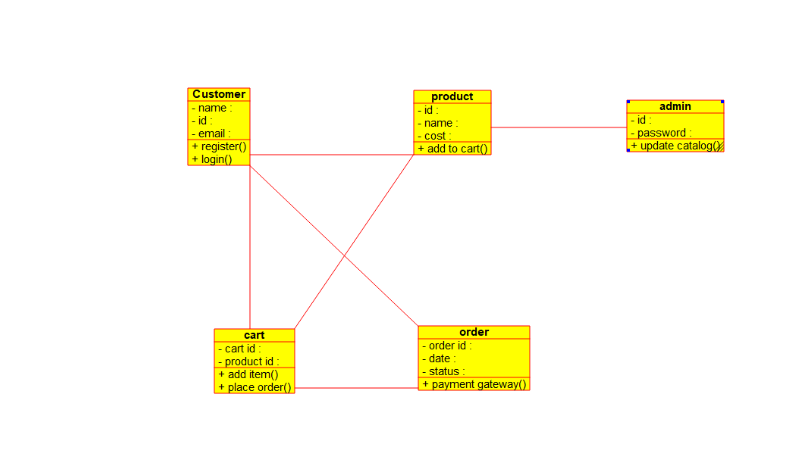 Customer
- name :
- id :
- email :
+ register()
+ login()
product
- id :
- name :
- cost :
+ add to cart()
admin
- id :
- password :
+ update catalog()
cart
- cart id :
- product id :
+ add item()
+ place order()
order
- order id :
- date :
- status :
+ payment gateway()